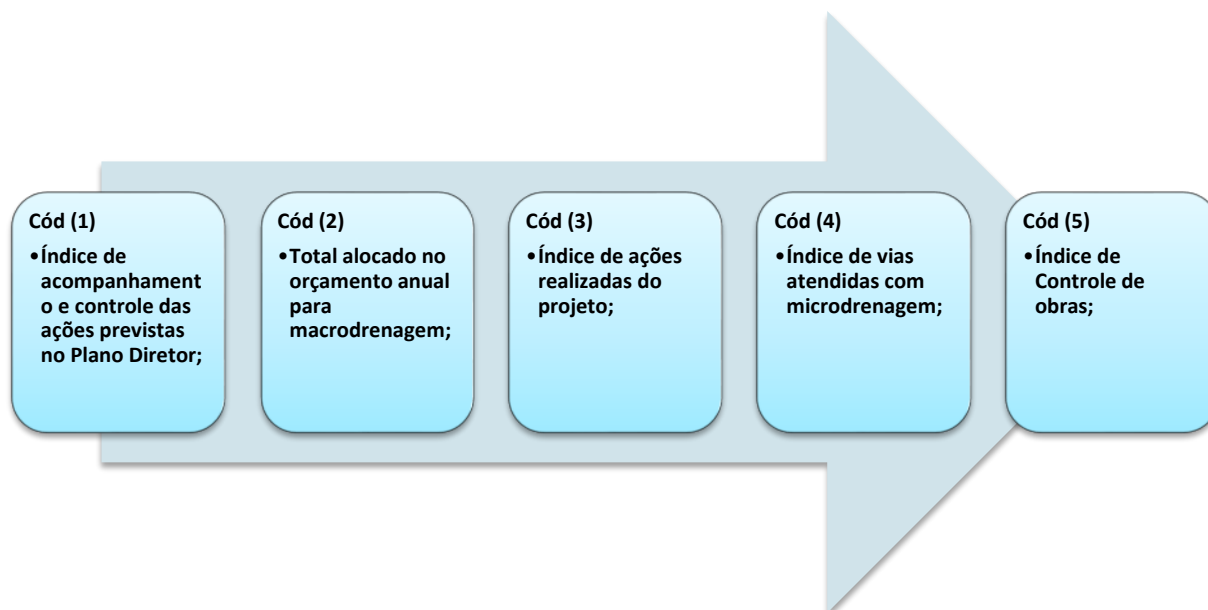 Cód (1)
•Índice de
acompanhament
o e controle das
ações previstas
no Plano Diretor;
Cód (2)
•Total alocado no
orçamento anual
para
macrodrenagem;
Cód (3)
•Índice de ações
realizadas do
projeto;
Cód (4)
•Índice de vias
atendidas com
microdrenagem;
Cód (5)
•Índice de
Controle de
obras;